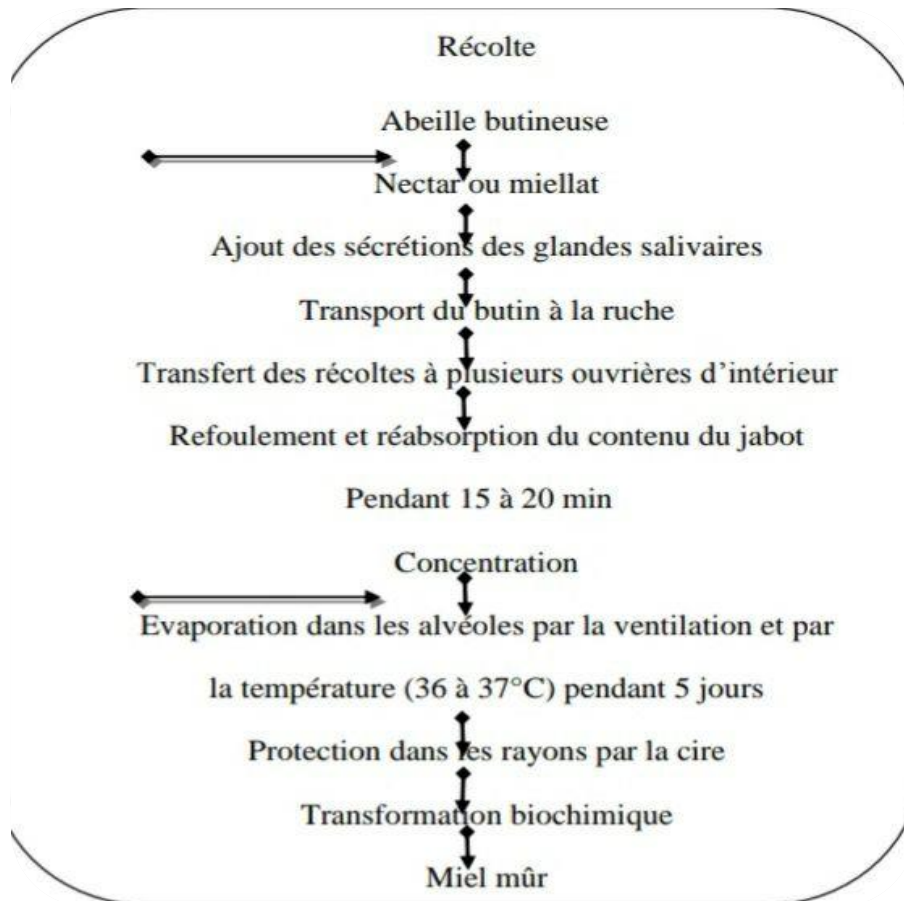 Récolte
Abeille butineuse
Nectar ou miellat
Ajout des sécrétions des glandes salivaires
Transport du butin à la ruche
Transfert des récoltes à plusieurs ouvrières d’intérieur
Refoulement et réabsorption du contenu du jabot
Pendant 15 à 20 min
Concentration
Evaporation dans les alvéoles par la ventilation et par
la température (36 à 37°C) pendant 5 jours
Protection dans les rayons par la cire
Transformation biochimique
Miel mûr